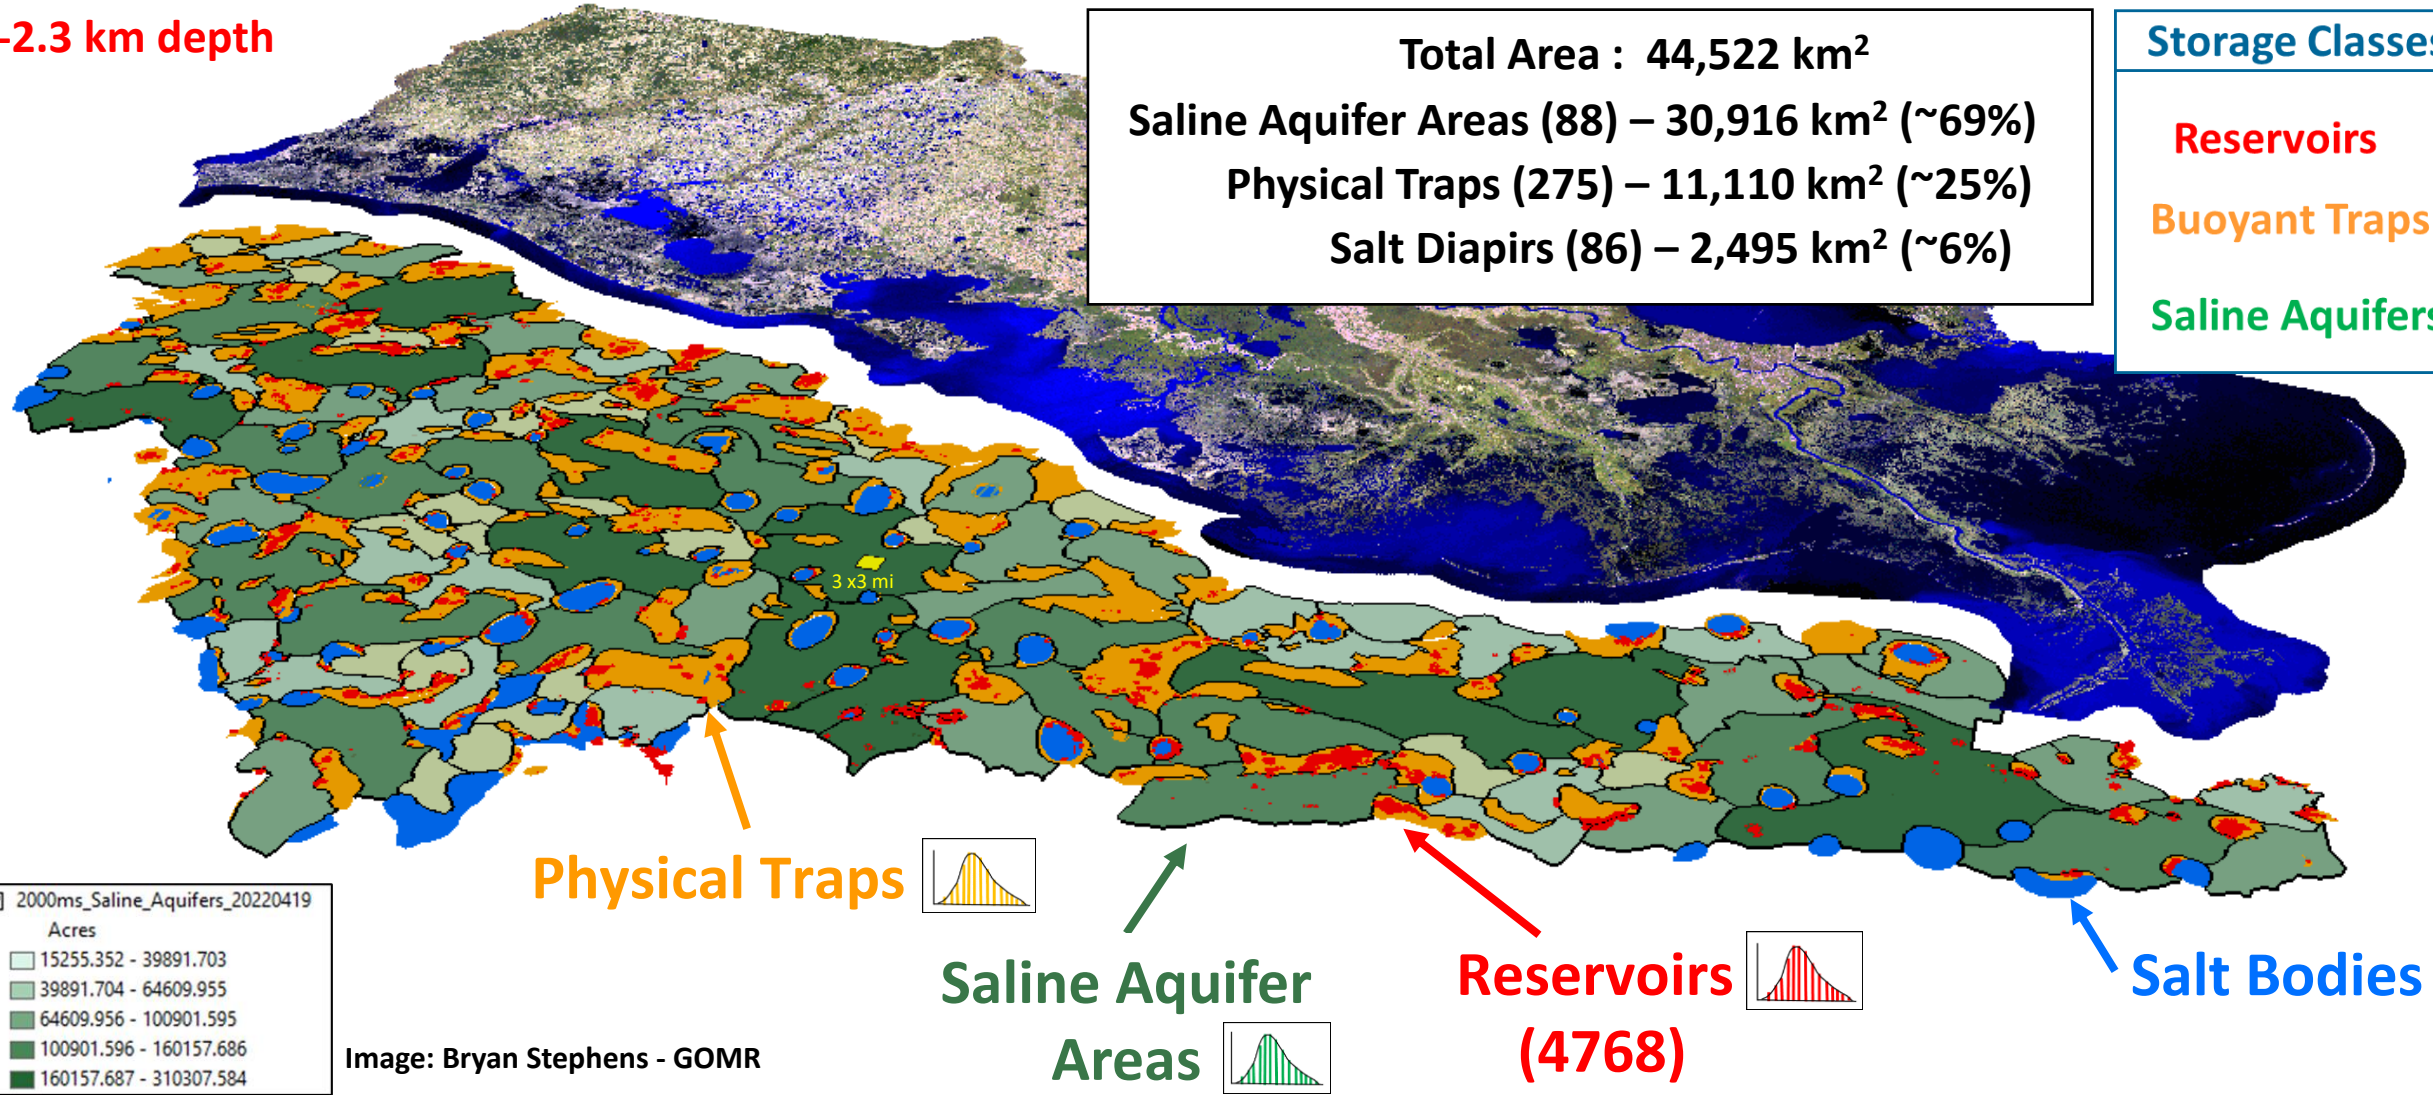 -2.3 km depth
Total Area : 44,522 km²
Saline Aquifer Areas (88) – 30,916 km² (~69%)
Physical Traps (275) – 11,110 km² (~25%)
Salt Diapirs (86) – 2,495 km² (~6%)
Storage Classes
Reservoirs
Buoyant Traps
Saline Aquifers
3 x3 mi
Physical Traps
Saline Aquifer
Areas
Reservoirs
(4768)
Salt Bodies
2000ms_Saline_Aquifers_20220419
Acres
15255.352 - 39891.703
39891.704 - 64609.955
64609.956 - 100901.595
100901.596 - 160157.686
160157.687 - 310307.584
Image: Bryan Stephens - GOMR